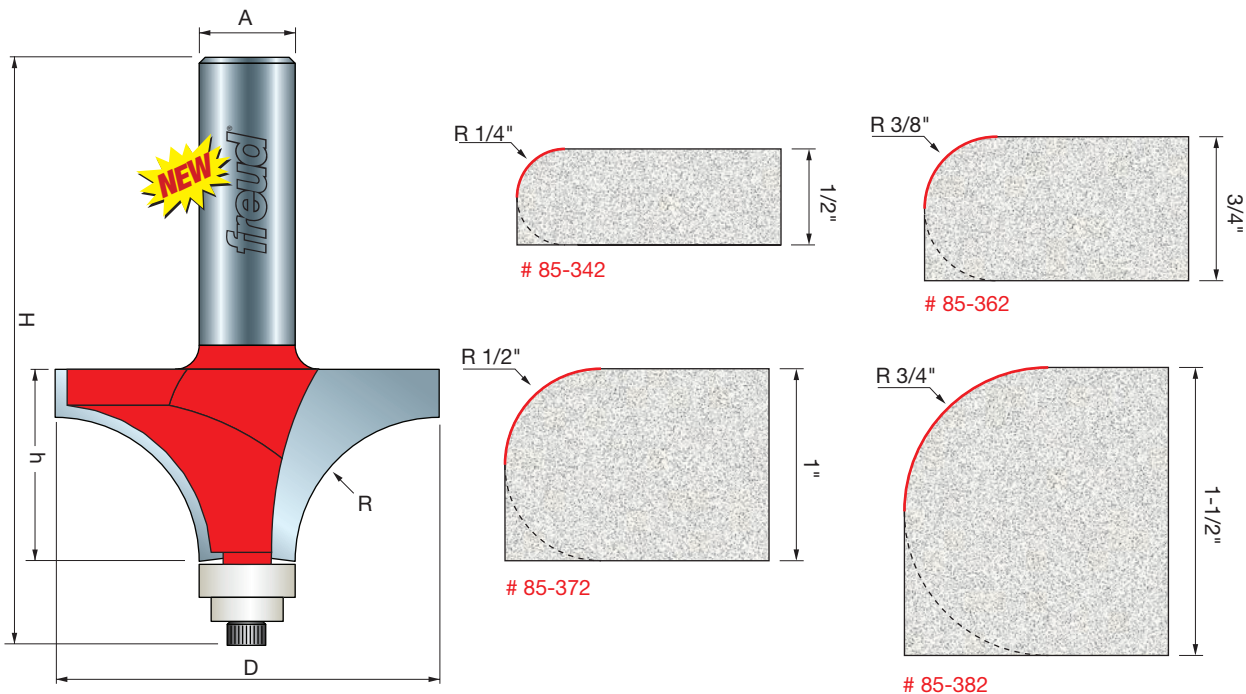 A
H
NEW
freud®
h
R
D
R 1/4"
1/2"
# 85-342
R 3/8"
3/4"
# 85-362
R 1/2"
1"
# 85-372
R 3/4"
1-1/2"
# 85-382